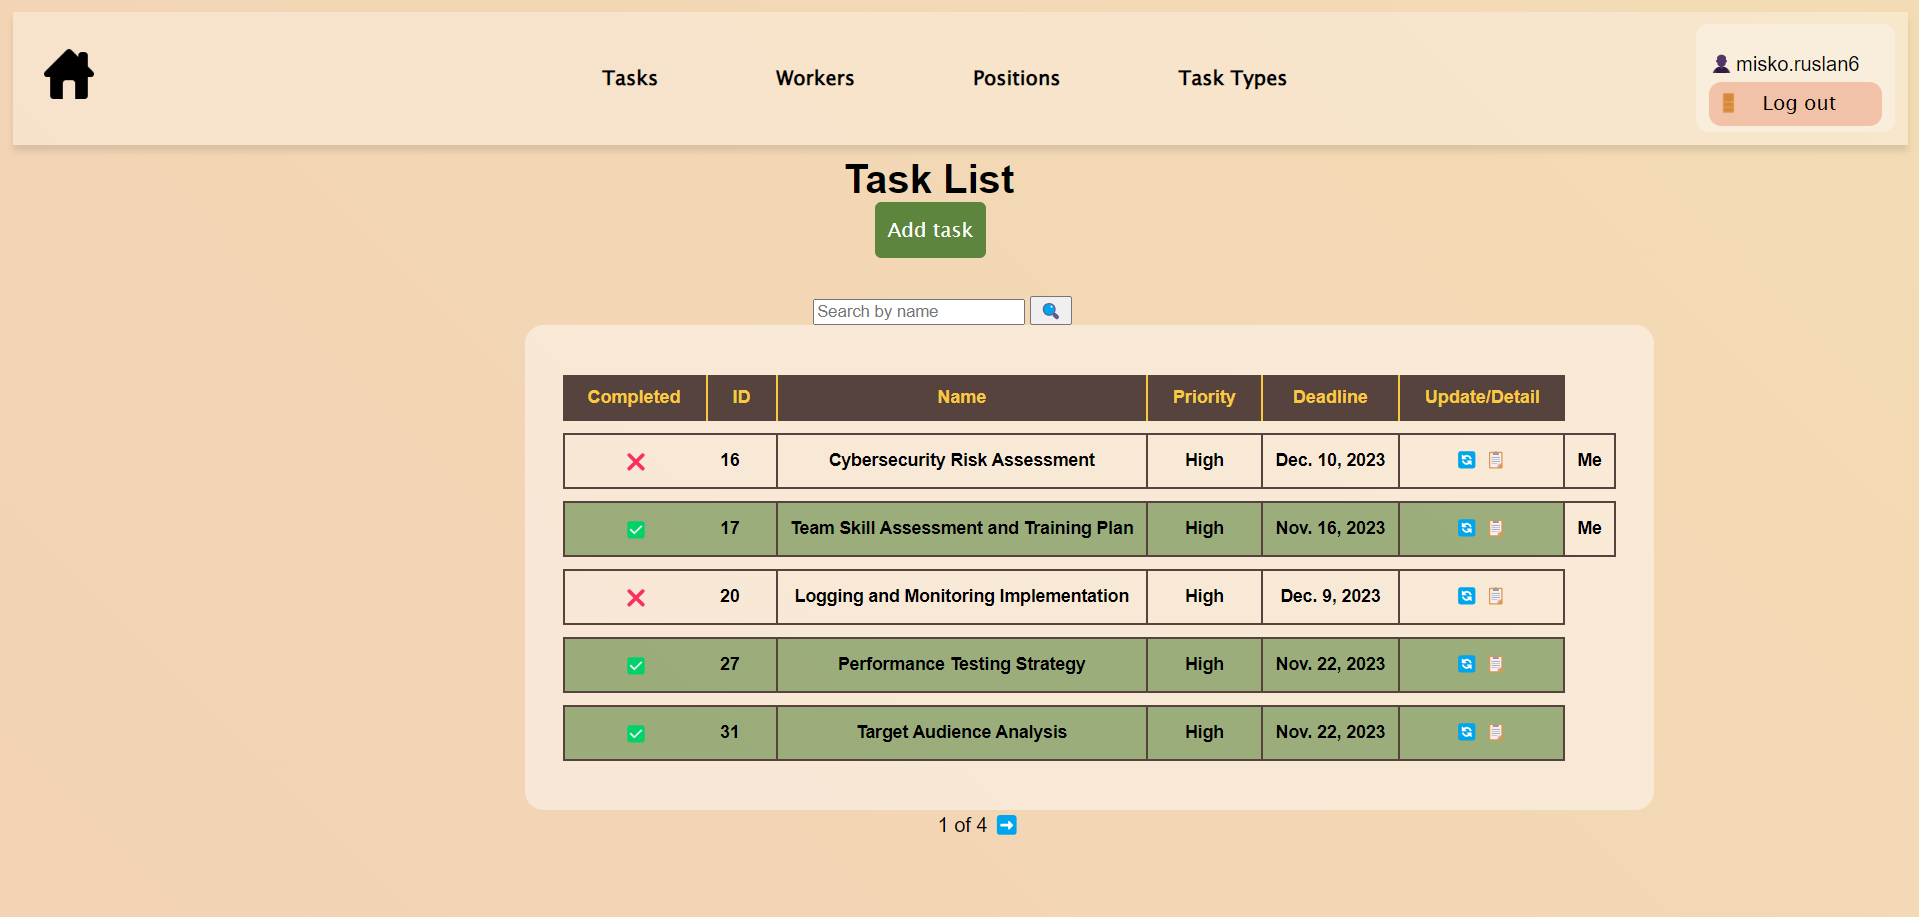 Tasks Workers Positions Task Types
misko.ruslan6
Log out
Task List
Add task
Search by name
Completed ID Name Priority Deadline Update/Detail
16 Cybersecurity Risk Assessment High Dec. 10, 2023 Me
17 Team Skill Assessment and Training Plan High Nov. 16, 2023 Me
20 Logging and Monitoring Implementation High Dec. 9, 2023
27 Performance Testing Strategy High Nov. 22, 2023
31 Target Audience Analysis High Nov. 22, 2023
1 of 4